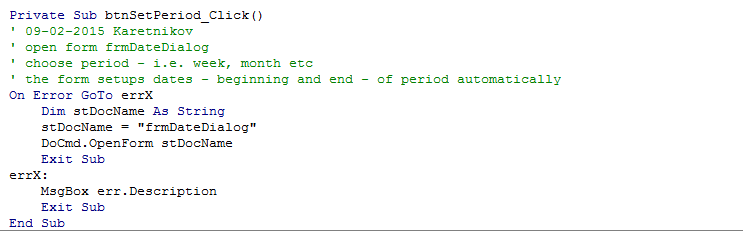 Private Sub btnSetPeriod_Click()
' 09-02-2015 Karetnikov
' open form frmDateDialog
' choose period - i.e. week, month etc
' the form setups dates - beginning and end - of period automatically
On Error GoTo errX
    Dim stDocName As String
    stDocName = "frmDateDialog"
    DoCmd.OpenForm stDocName
    Exit Sub
errX:
    MsgBox err.Description
    Exit Sub
End Sub